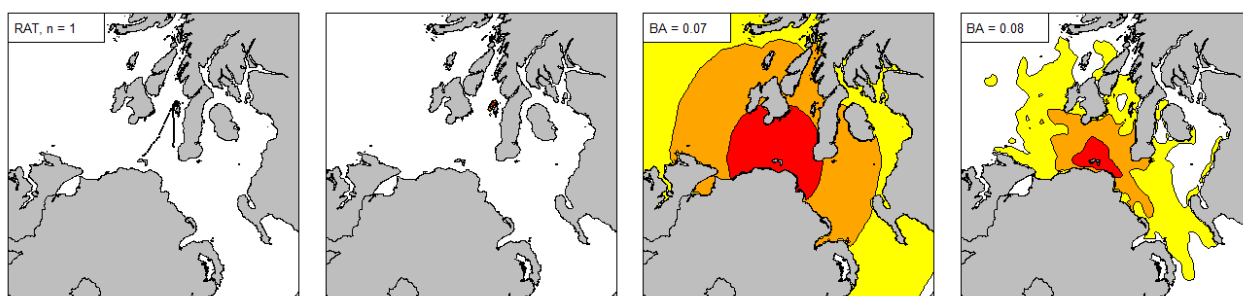 RAT, n = 1
BA = 0.07
BA = 0.08